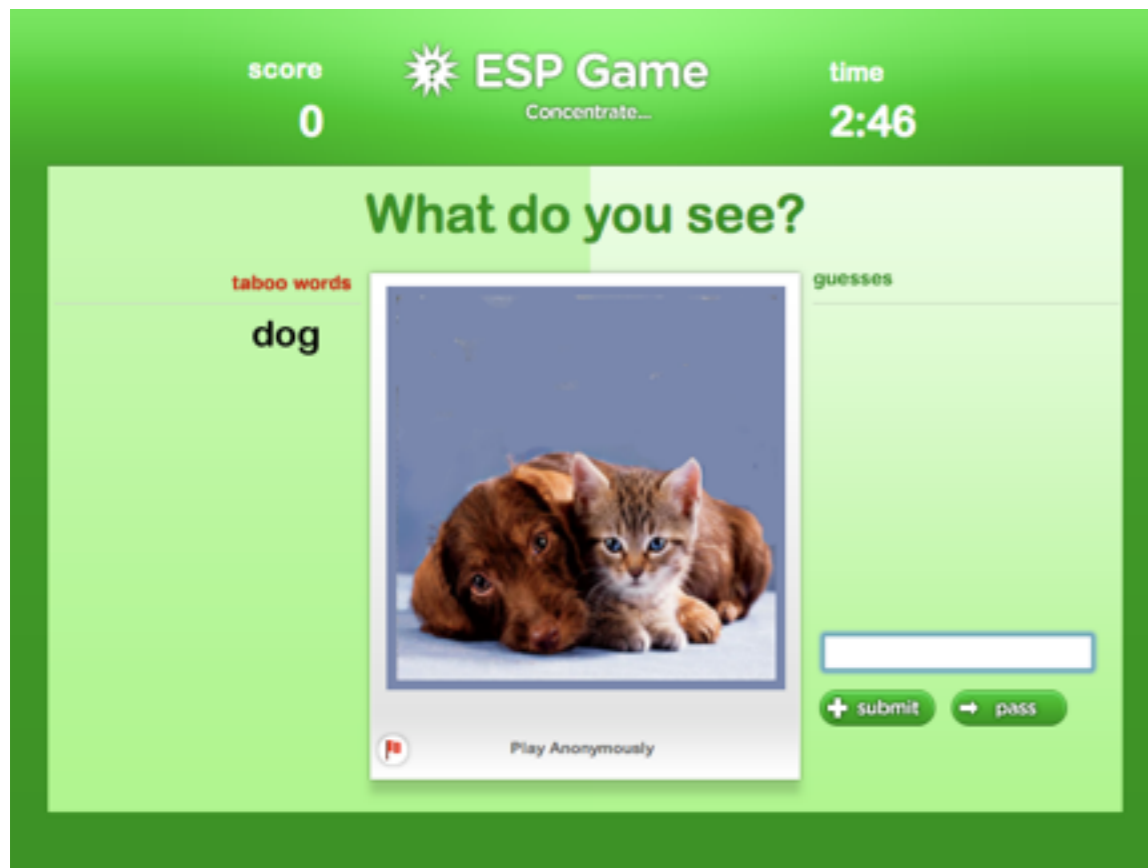 score
0
ESP Game
Concentrate...
time
2:46
What do you see?
taboo words
dog
guesses
submit
pass
Play Anonymously